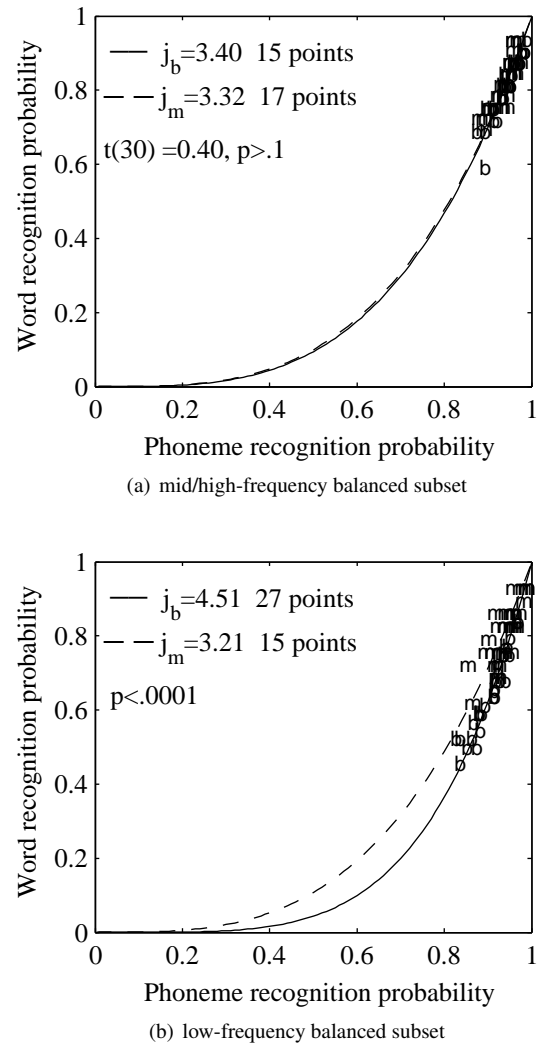 1
0.8
0.6
0.4
0.2
0
Word recognition probability
j_b=3.40 15 points
j_m=3.32 17 points
t(30) =0.40, p>.1
0 0.2 0.4 0.6 0.8 1
Phoneme recognition probability
(a) mid/high-frequency balanced subset
1
0.8
0.6
0.4
0.2
0
Word recognition probability
j_b=4.51 27 points
j_m=3.21 15 points
p<.0001
0 0.2 0.4 0.6 0.8 1
Phoneme recognition probability
(b) low-frequency balanced subset